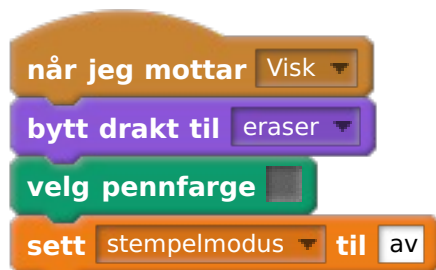 når jeg mottar Visk
bytt drakt til eraser
velg pennfarge
sett stempelmodus til av